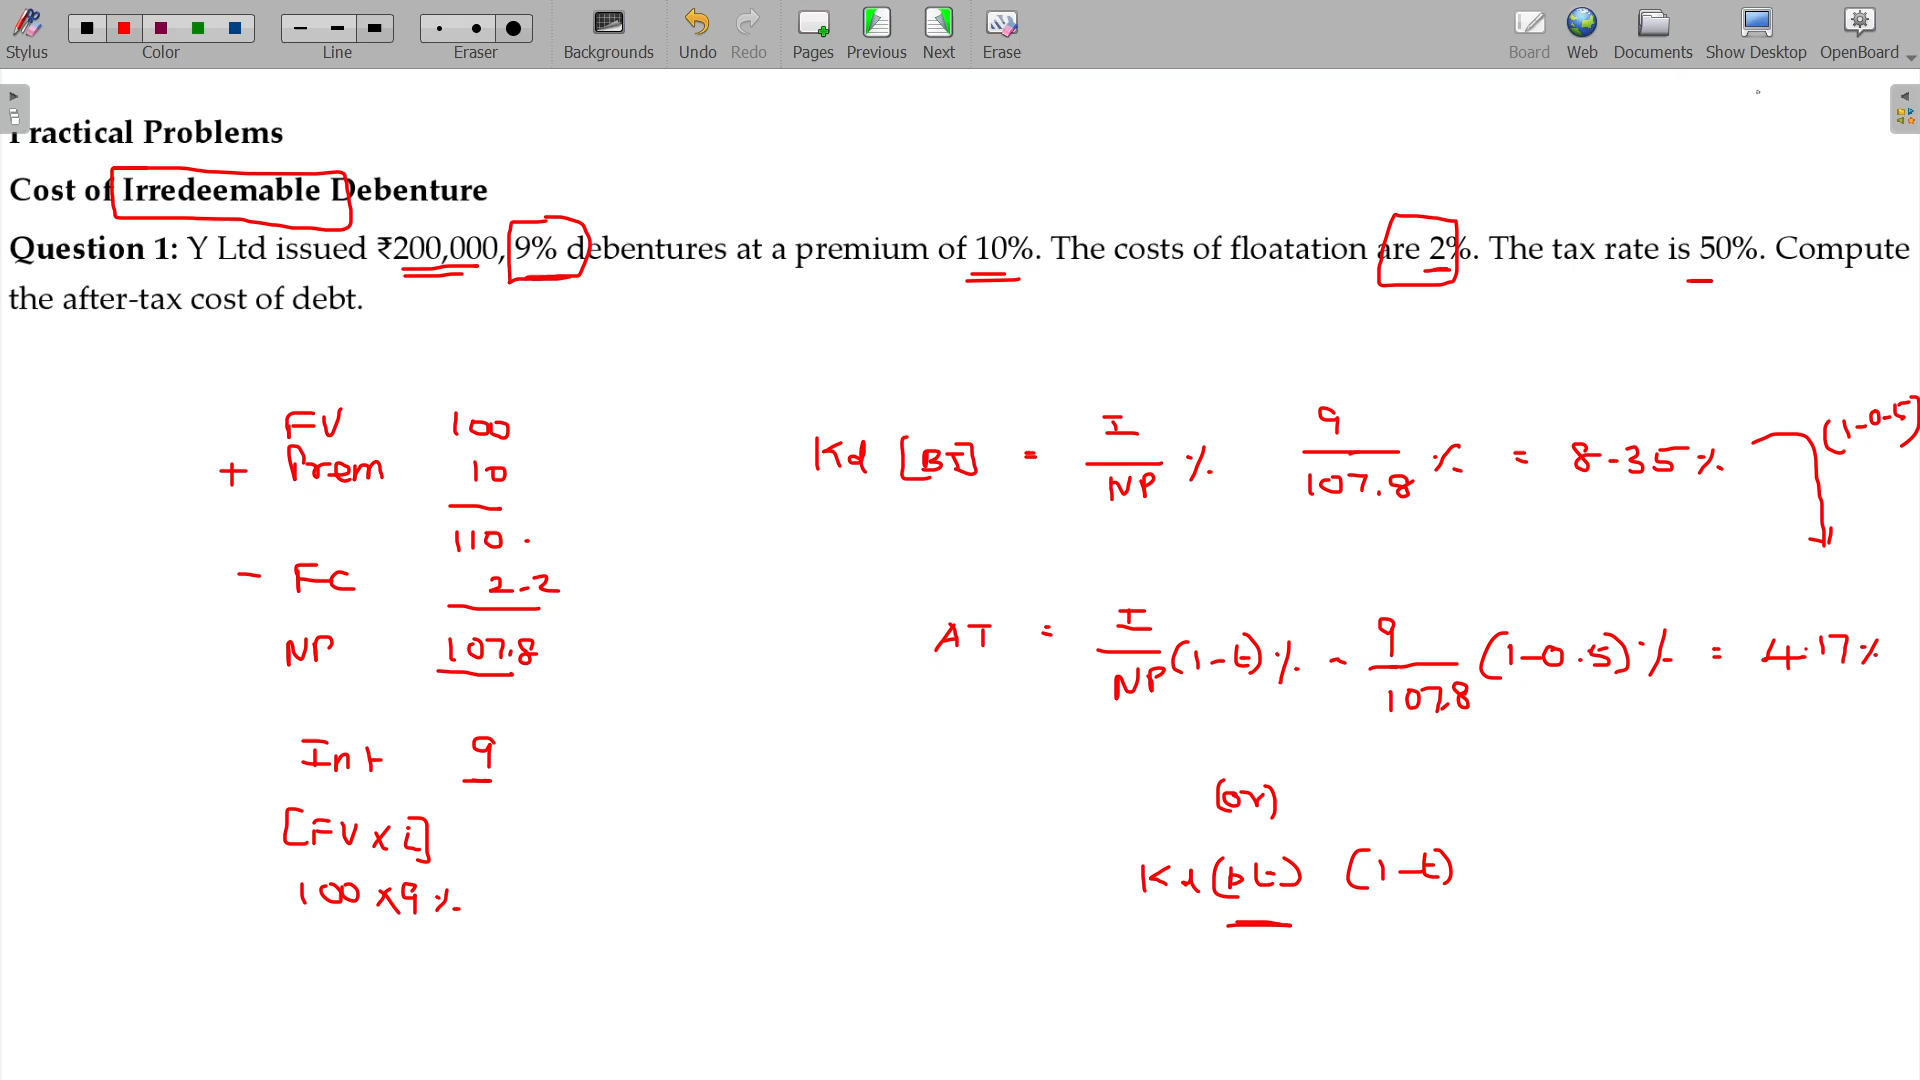 Stylus Color Line Eraser Backgrounds Undo Redo Pages Previous Next Erase Board Web Documents Show Desktop OpenBoard
Practical Problems
Cost of Irredeemable Debenture
Question 1: Y Ltd issued ₹200,000, 9% debentures at a premium of 10%. The costs of floatation are 2%. The tax rate is 50%. Compute
the after-tax cost of debt.
FV 100
+ Prem 10
110
- FC 2.2
NP 107.8
Int 9
[FV x i]
100 x 9%
Kd [BT] = I/NP % 9/107.8 % = 8.35% (1-0.5)
AT = I/NP (1-t) % - 9/107.8 (1-0.5) % = 4.17%
(or)
Kd (bt) (1-t)